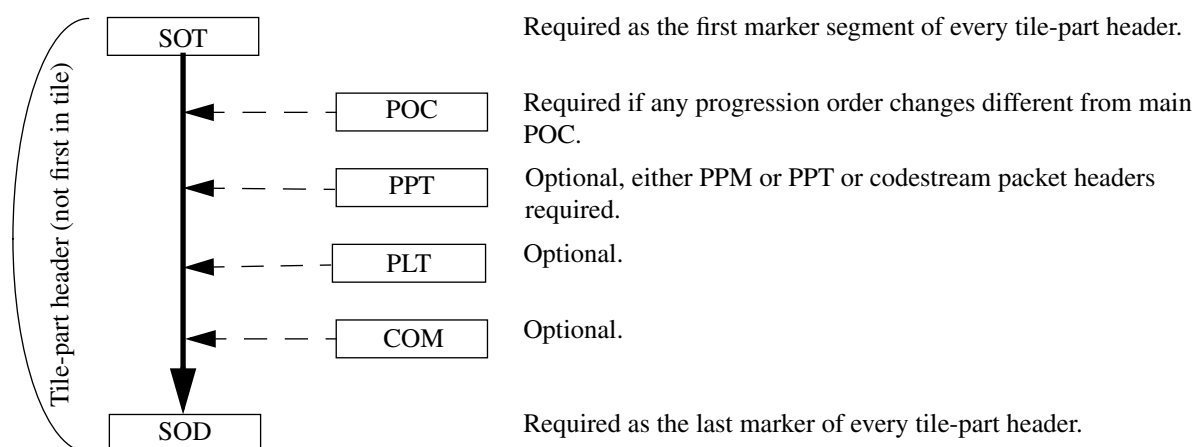 Tile-part header (not first in tile)
SOT
Required as the first marker segment of every tile-part header.
POC
Required if any progression order changes different from main
POC.
PPT
Optional, either PPM or PPT or codestream packet headers
required.
PLT
Optional.
COM
Optional.
SOD
Required as the last marker of every tile-part header.